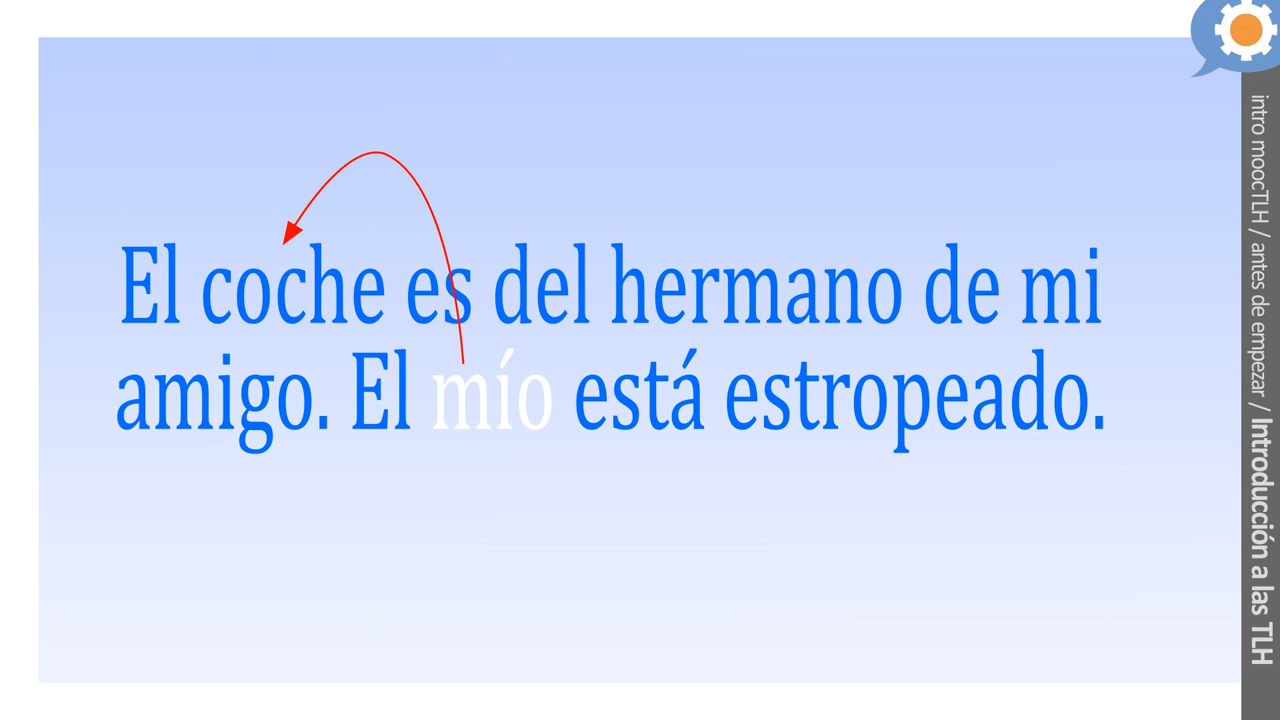 El coche es del hermano de mi
amigo. El mío está estropeado.
intro moocTLH / antes de empezar / Introducción a las TLH